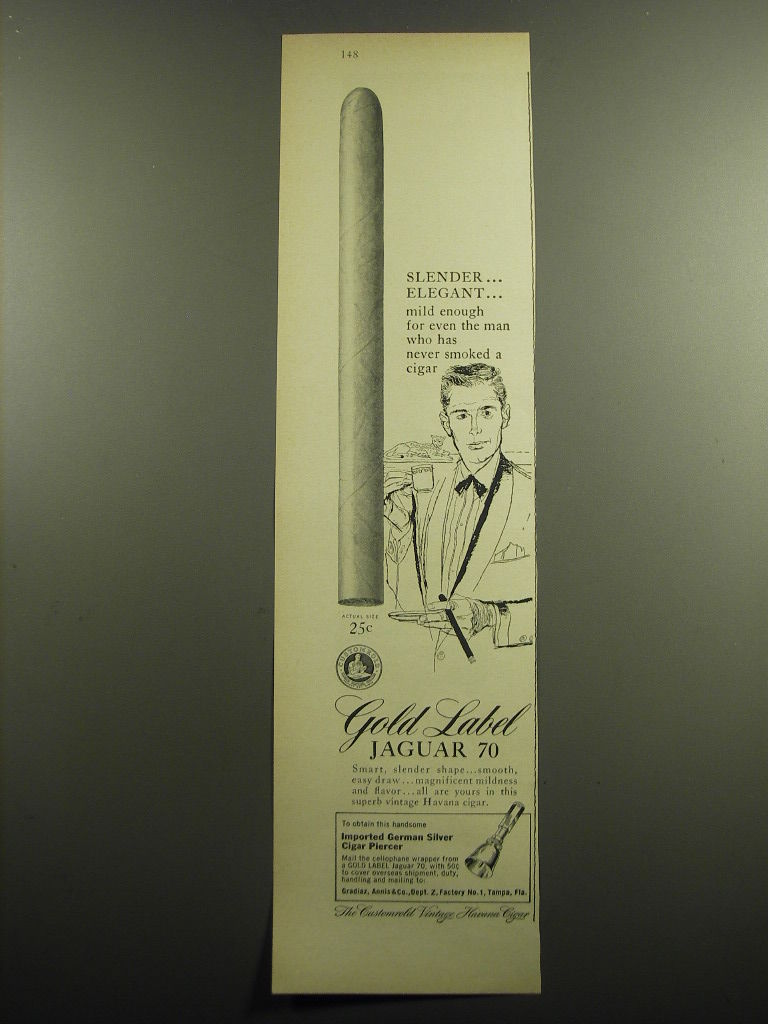 148
SLENDER...
ELEGANT...
mild enough
for even the man
who has
never smoked a
cigar
ACTUAL SIZE
25c
CUSTOMROLD
Gold Label
JAGUAR 70
Smart, slender shape...smooth,
easy draw...magnificent mildness
and flavor...all are yours in this
superb vintage Havana cigar.
To obtain this handsome
Imported German Silver
Cigar Piercer
Mail the cellophane wrapper from
a GOLD LABEL Jaguar 70, with 50¢
to cover overseas shipment, duty,
handling and mailing to:
Gradiaz, Annis & Co., Dept. Z, Factory No. 1, Tampa, Fla.
The Customrold Vintage Havana Cigar